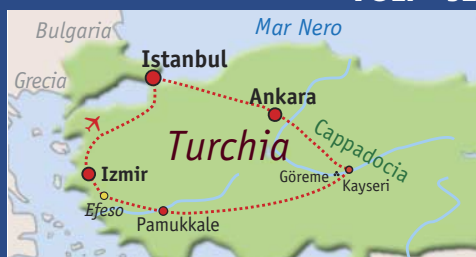 Bulgaria
Mar Nero
Istanbul
Grecia
Ankara
Turchia
Cappadocia
Göreme
Kayseri
Izmir
Efeso
Pamukkale